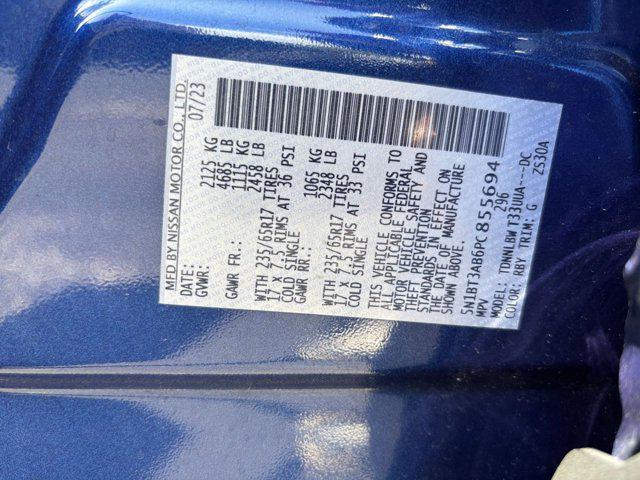 MFD BY NISSAN MOTOR CO., LTD.
DATE: 07/23
GVWR: 2125 KG
4685 LB
GAWR FR: 1115 KG
2458 LB
WITH 235/65R17 TIRES
17 X 7.5 RIMS AT 36 PSI
COLD SINGLE
GAWR RR: 1065 KG
2348 LB
WITH 235/65R17 TIRES
17 X 7.5 RIMS AT 33 PSI
COLD SINGLE
THIS VEHICLE CONFORMS TO
ALL APPLICABLE FEDERAL
MOTOR VEHICLE SAFETY AND
THEFT PREVENTION
STANDARDS IN EFFECT ON
THE DATE OF MANUFACTURE
SHOWN ABOVE.
5N1BT3AB6PC855694
MPV 296
MODEL: TDWNLBW T33UUA---DC
COLOR: RBY TRIM: G ZS30A